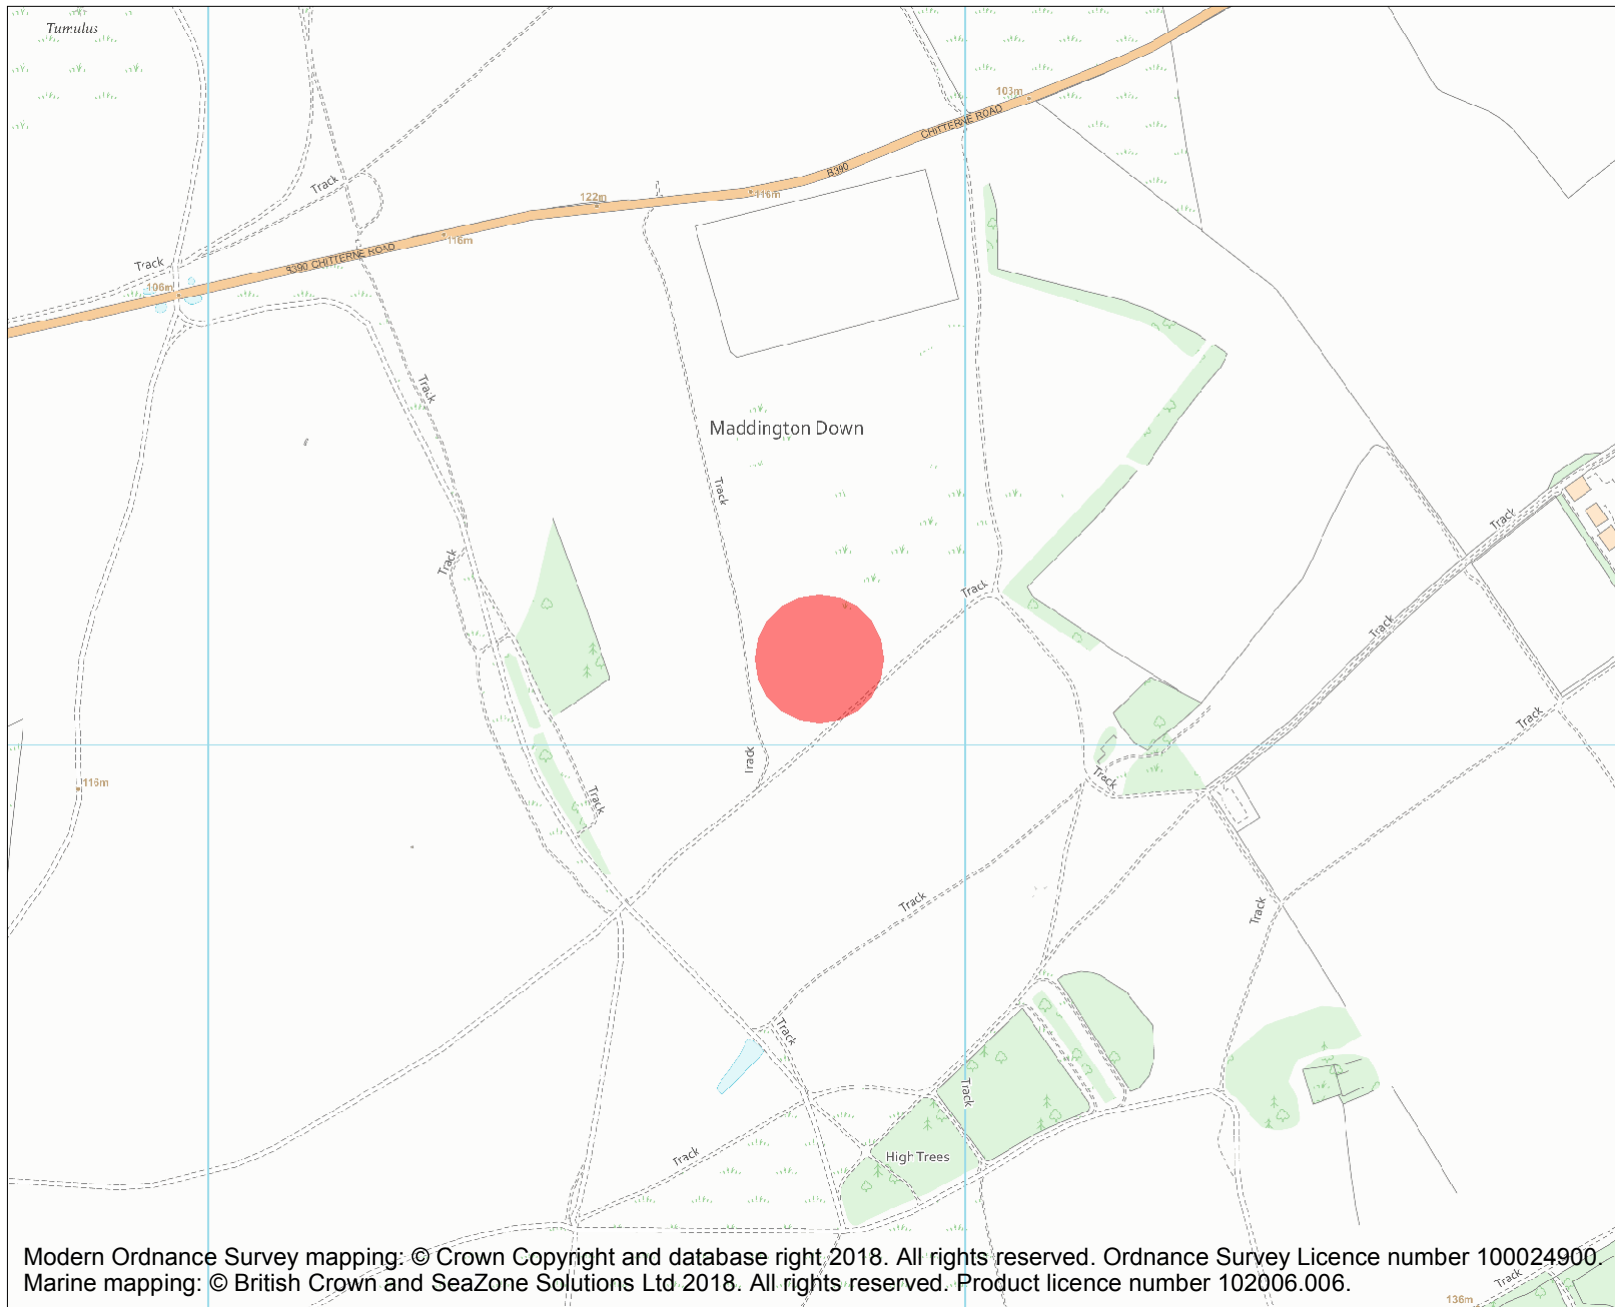 Tumulus
103m
CHITTERNE ROAD
B390
Track
122m
116m
116m
B390 CHITTERNE ROAD
Track
106m
Track
Maddington Down
Track
Track
Track
Track
Track
Track
Track
Track
Track
116m
Track
Track
Track
Track
Track
Track
High Trees
Modern Ordnance Survey mapping: © Crown Copyright and database right 2018. All rights reserved. Ordnance Survey Licence number 100024900.
Marine mapping: © British Crown and SeaZone Solutions Ltd 2018. All rights reserved. Product licence number 102006.006.
Track
136m